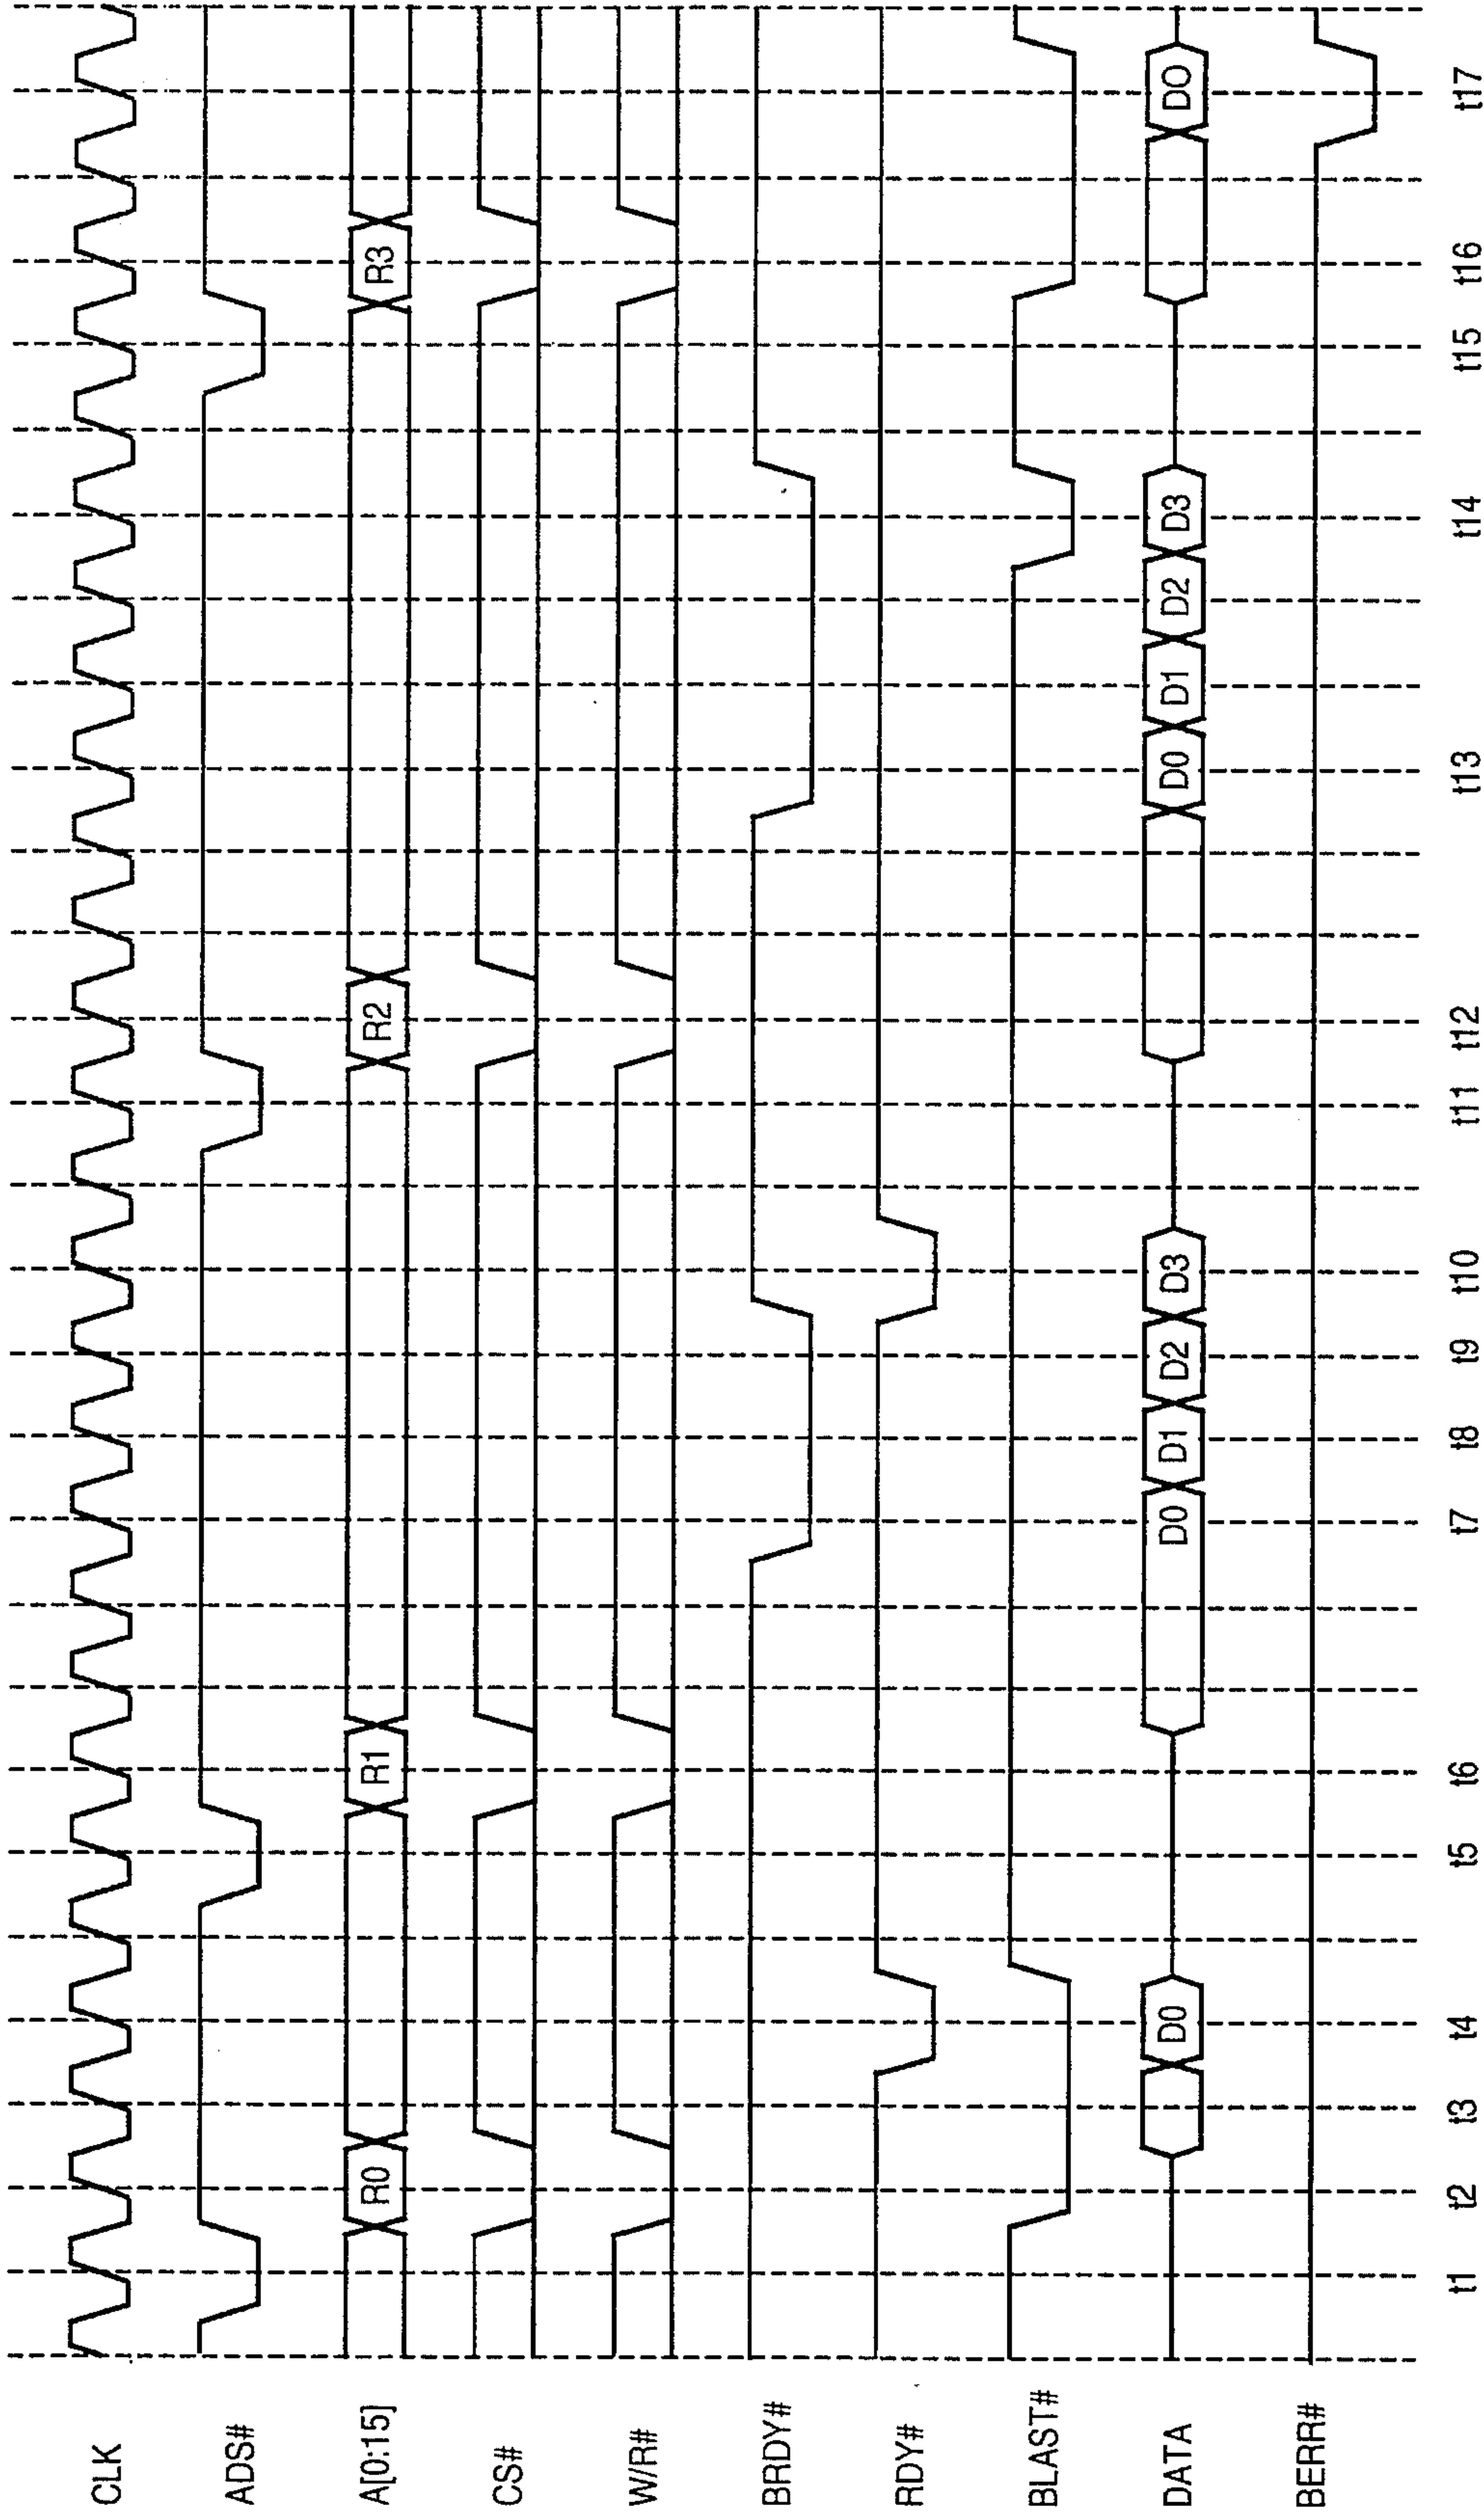 CLK
ADS#
A[0:15] R0 R1 R2 R3
CS#
W/R#
BRDY#
RDY#
BLAST#
DATA D0 D0 D1 D2 D3 D0 D1 D2 D3 DO
BERR#
t1 t2 t3 t4 t5 t6 t7 t8 t9 t10 t11 t12 t13 t14 t15 t16 t17